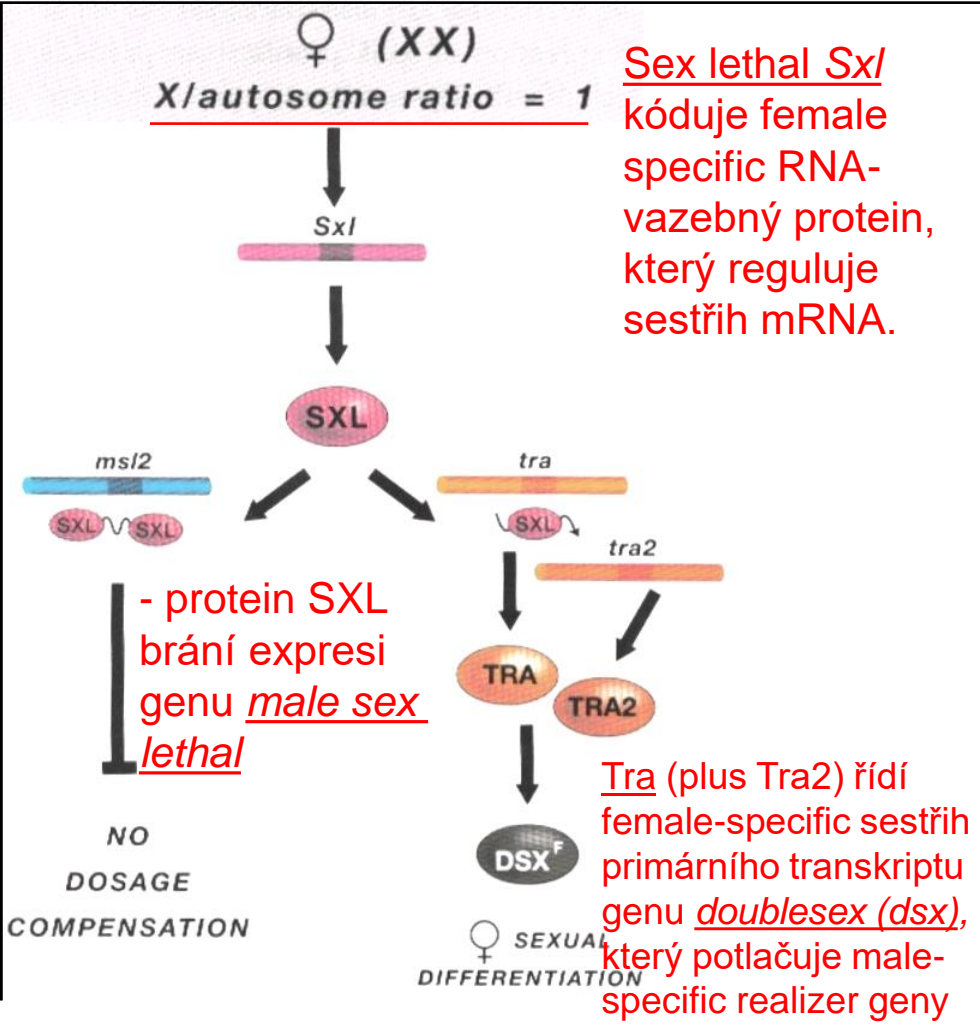 ♀ (XX)
X/autosome ratio = 1
Sex lethal Sxl
kóduje female
specific RNA-
vazebný protein,
který reguluje
sestřih mRNA.
Sxl
SXL
msl2
SXL SXL
tra
SXL
tra2
- protein SXL
brání expresi
genu male sex
lethal
TRA
TRA2
NO
DOSAGE
COMPENSATION
DSX F
♀ SEXUAL
DIFFERENTIATION
Tra (plus Tra2) řídí
female-specific sestřih
primárního transkriptu
genu doublesex (dsx),
který potlačuje male-
specific realizer geny